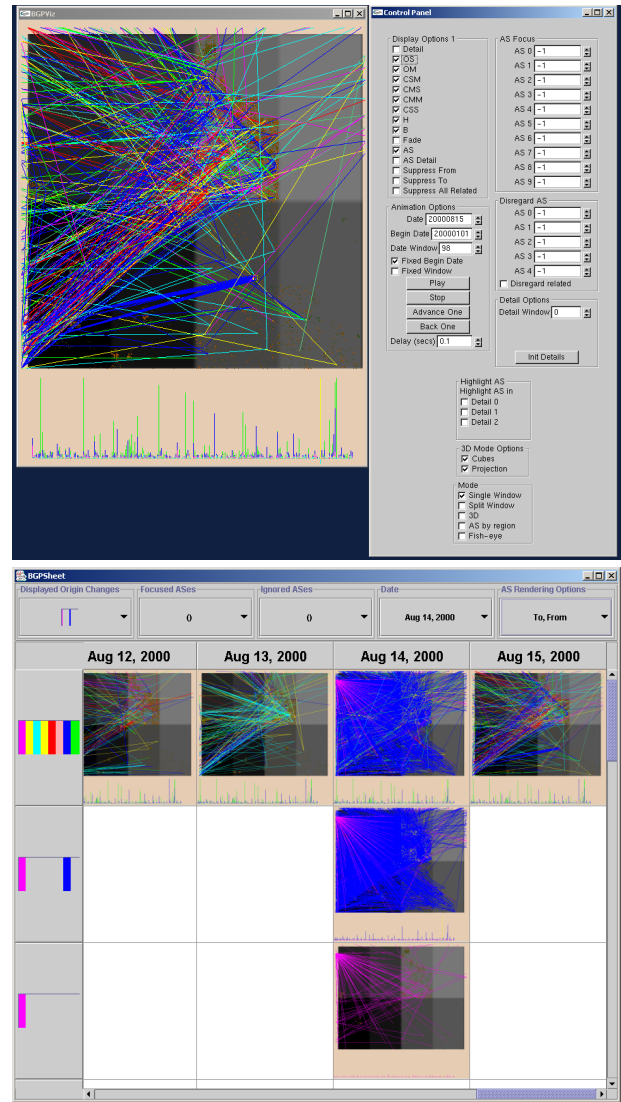 BGPViz
Control Panel
Display Options 1
Detail
OS
OM
CSM
CMS
CMM
CSS
H
B
Fade
AS
AS Detail
Suppress From
Suppress To
Suppress All Related
Animation Options
Date 20000815
Begin Date 20000101
Date Window 98
Fixed Begin Date
Fixed Window
Play
Stop
Advance One
Back One
Delay (secs) 0.1
AS Focus
AS 0 -1
AS 1 -1
AS 2 -1
AS 3 -1
AS 4 -1
AS 5 -1
AS 6 -1
AS 7 -1
AS 8 -1
AS 9 -1
Disregard AS
AS 0 -1
AS 1 -1
AS 2 -1
AS 3 -1
AS 4 -1
Disregard related
Detail Options
Detail Window 0
Init Details
Highlight AS
Highlight AS in
Detail 0
Detail 1
Detail 2
3D Mode Options
Cubes
Projection
Mode
Single Window
Split Window
3D
AS by region
Fish-eye
BGPSheet
Displayed Origin Changes
Focused ASes
Ignored ASes
Date
AS Rendering Options
() () Aug 14, 2000 To, From
Aug 12, 2000 Aug 13, 2000 Aug 14, 2000 Aug 15, 2000